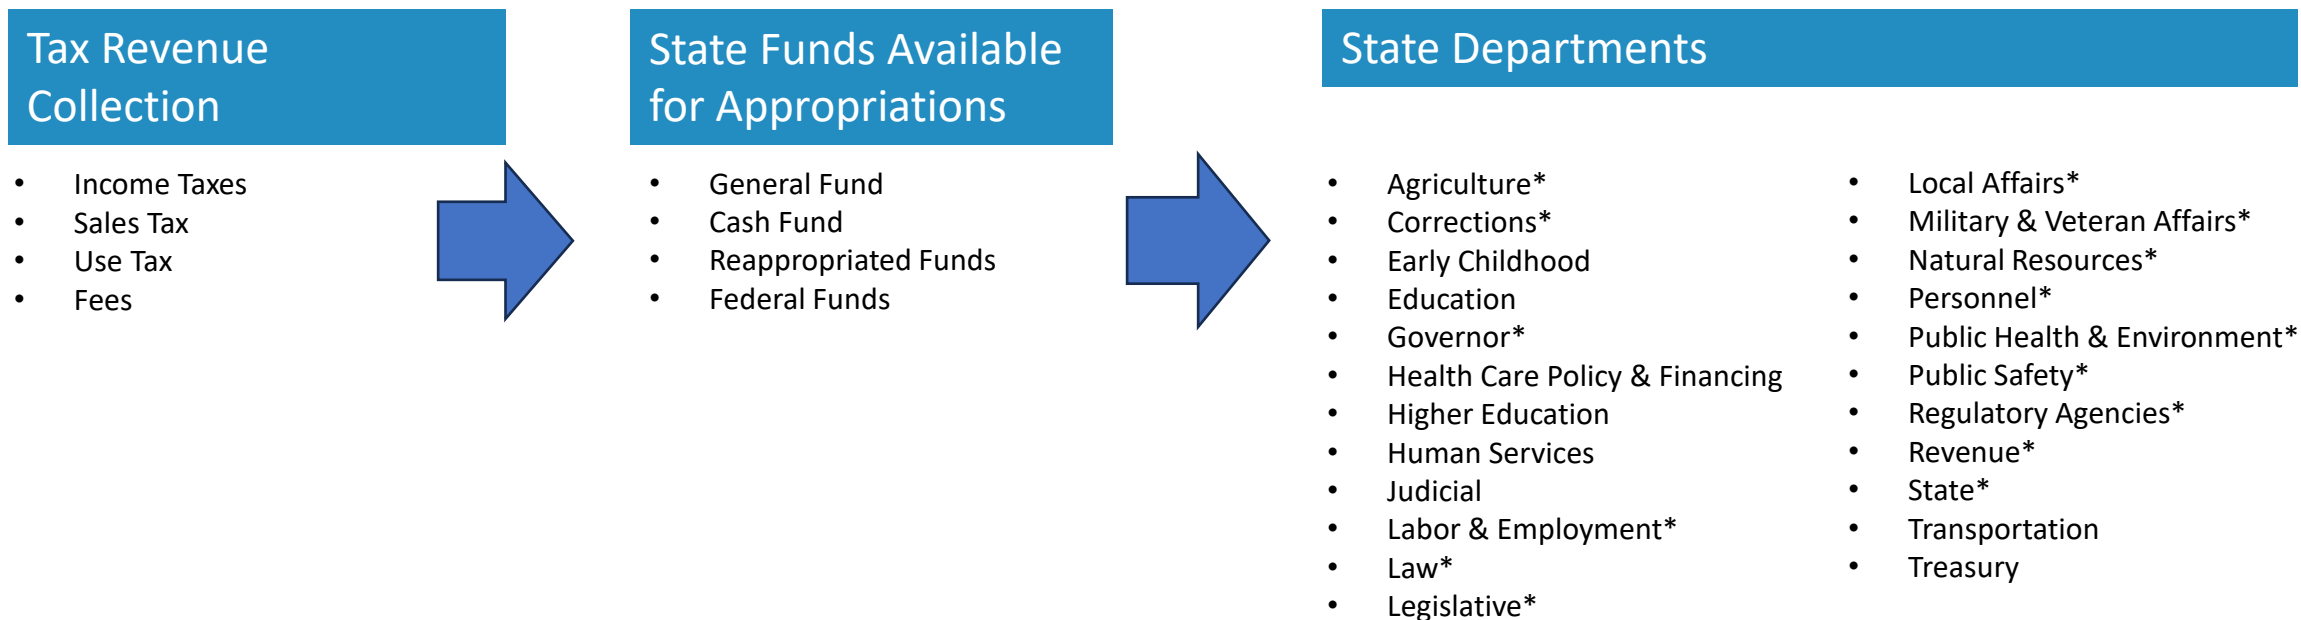 Tax Revenue
Collection
• Income Taxes
• Sales Tax
• Use Tax
• Fees
State Funds Available
for Appropriations
• General Fund
• Cash Fund
• Reappropriated Funds
• Federal Funds
State Departments
• Agriculture*
• Corrections*
• Early Childhood
• Education
• Governor*
• Health Care Policy & Financing
• Higher Education
• Human Services
• Judicial
• Labor & Employment*
• Law*
• Legislative*
• Local Affairs*
• Military & Veteran Affairs*
• Natural Resources*
• Personnel*
• Public Health & Environment*
• Public Safety*
• Regulatory Agencies*
• Revenue*
• State*
• Transportation
• Treasury